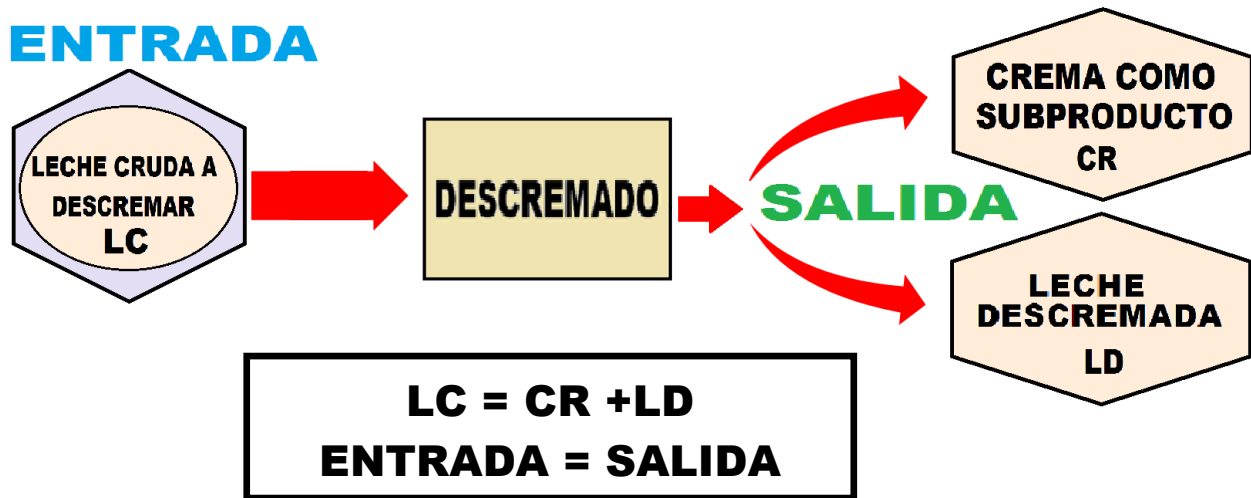 ENTRADA
LECHE CRUDA A
DESCREMAR
LC
DESCREMADO
SALIDA
CREMA COMO
SUBPRODUCTO
CR
LECHE
DESCREMADA
LD
LC = CR +LD
ENTRADA = SALIDA